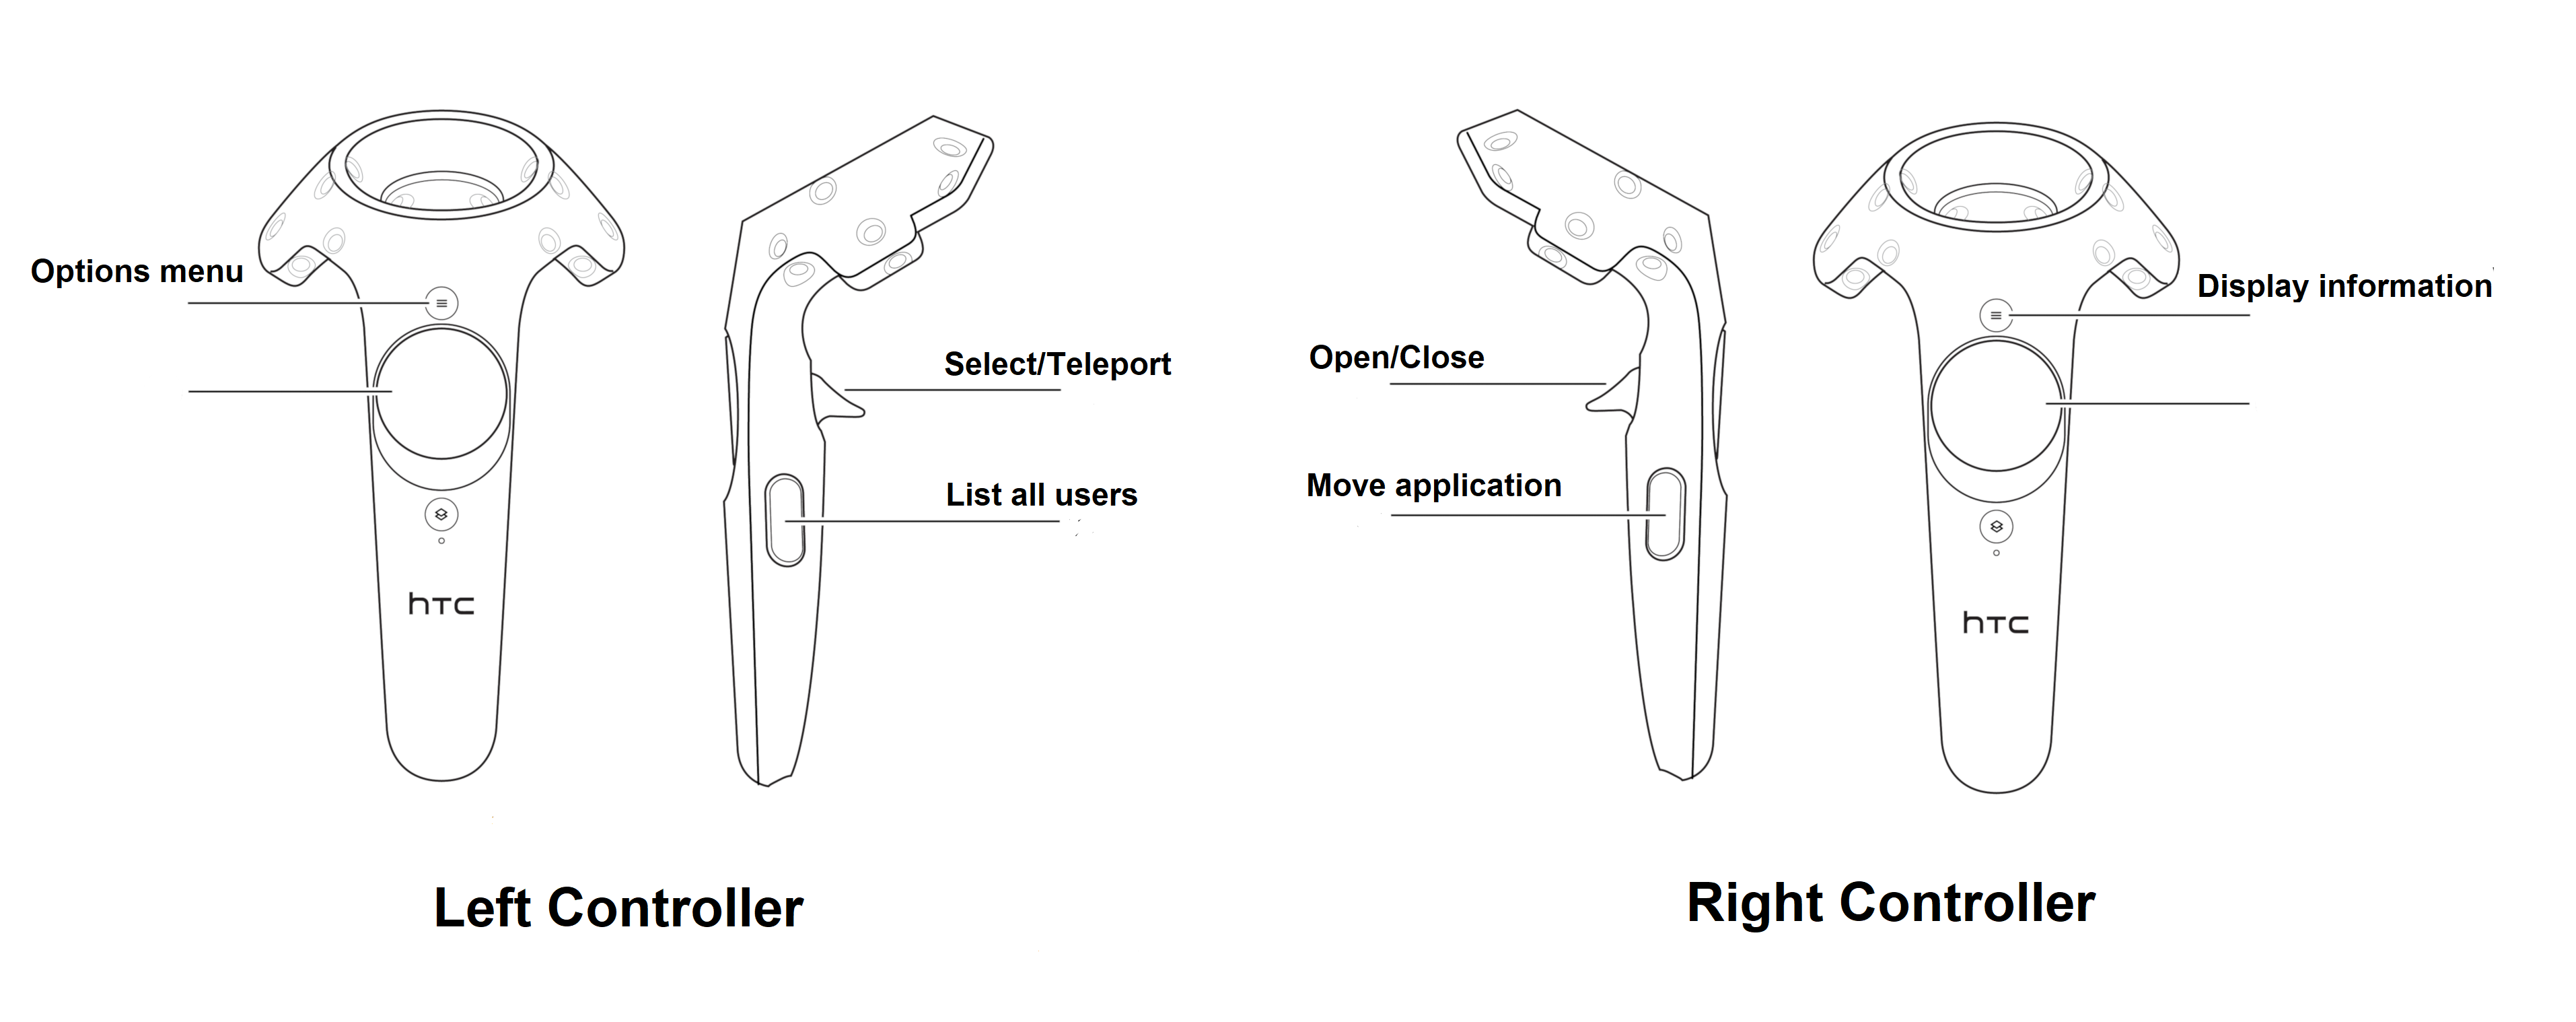 Options menu
Select/Teleport
List all users
htc
Left Controller
Open/Close
Move application
Display information
htc
Right Controller